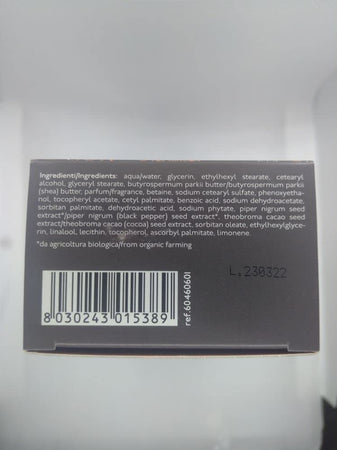 Ingredienti/Ingredients: aqua/water, glycerin, ethylhexyl stearate, cetearyl
alcohol, glyceryl stearate, butyrospermum parkii butter/butyrospermum parkii
(shea) butter, parfum/fragrance, betaine, sodium cetearyl sulfate, phenoxyetha-
nol, tocopheryl acetate, cetyl palmitate, benzoic acid, sodium dehydroacetate,
sorbitan palmitate, dehydroacetic acid, sodium phytate, piper nigrum seed
extract*/piper nigrum (black pepper) seed extract*, theobroma cacao seed
extract/theobroma cacao (cocoa) seed extract, sorbitan oleate, ethylhexylglyce-
rin, linalool, lecithin, tocopherol, ascorbyl palmitate, limonene.
*da agricoltura biologica/from organic farming
L.230322
8 030243 015389
ref.6046060I